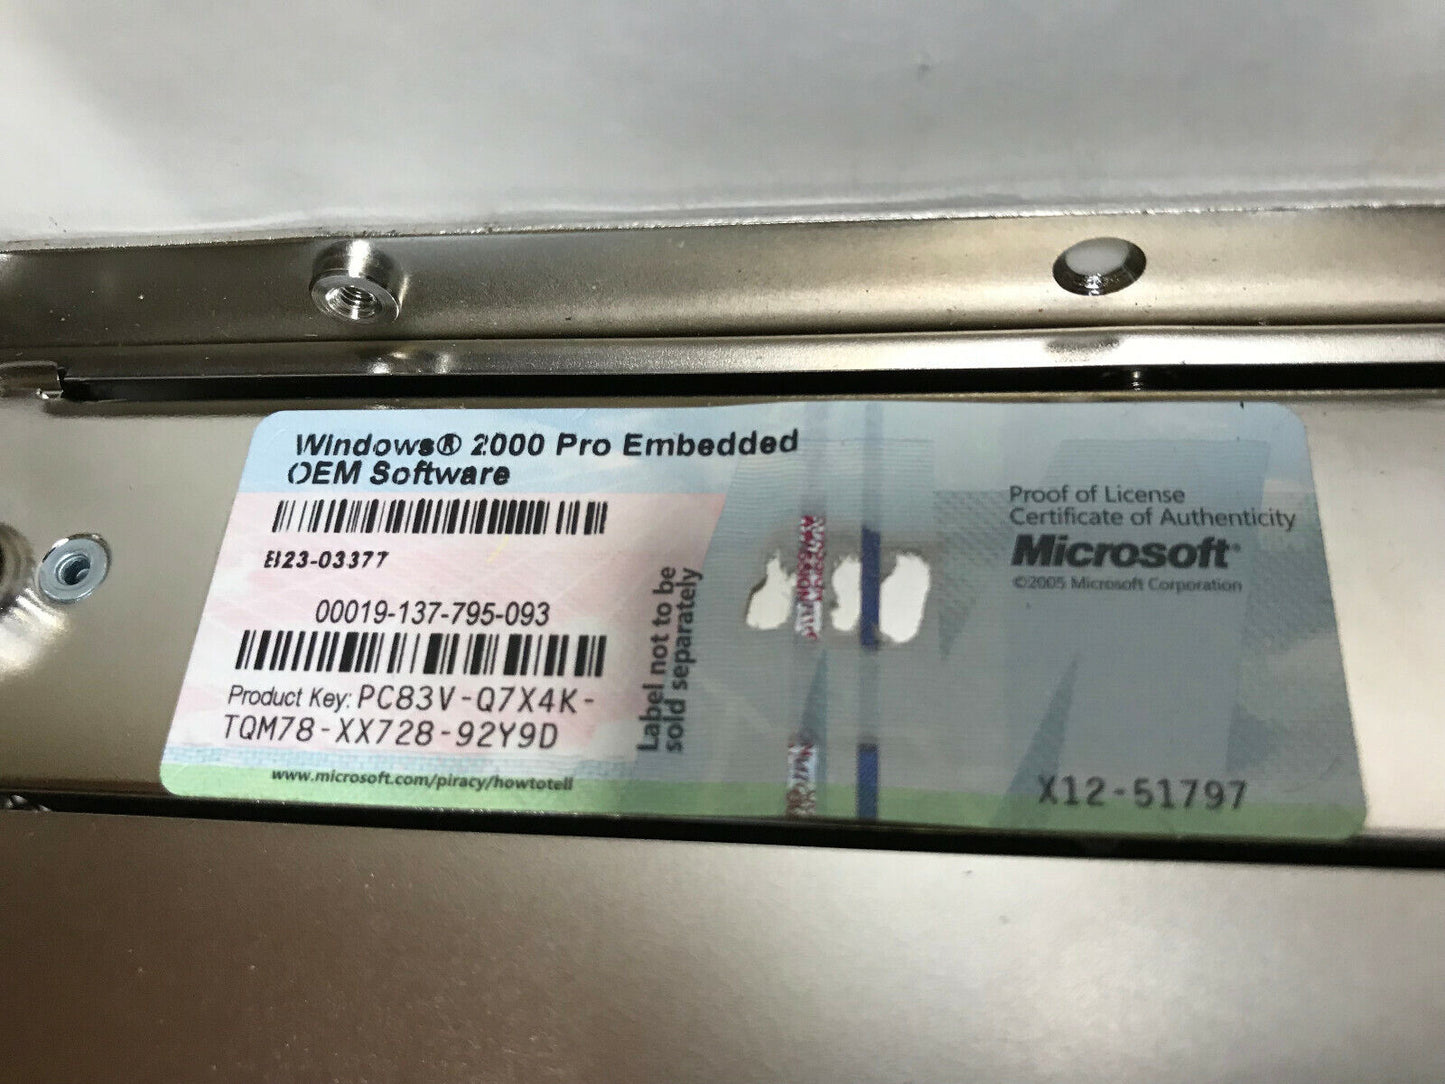 Windows® 2000 Pro Embedded
OEM Software
E123-03377
00019-137-795-093
Product Key: PC83V-Q7X4K-
TQM78-XX728-92Y9D
www.microsoft.com/piracy/howtotell
Label not to be
sold separately
Proof of License
Certificate of Authenticity
Microsoft®
©2005 Microsoft Corporation
X12-51797